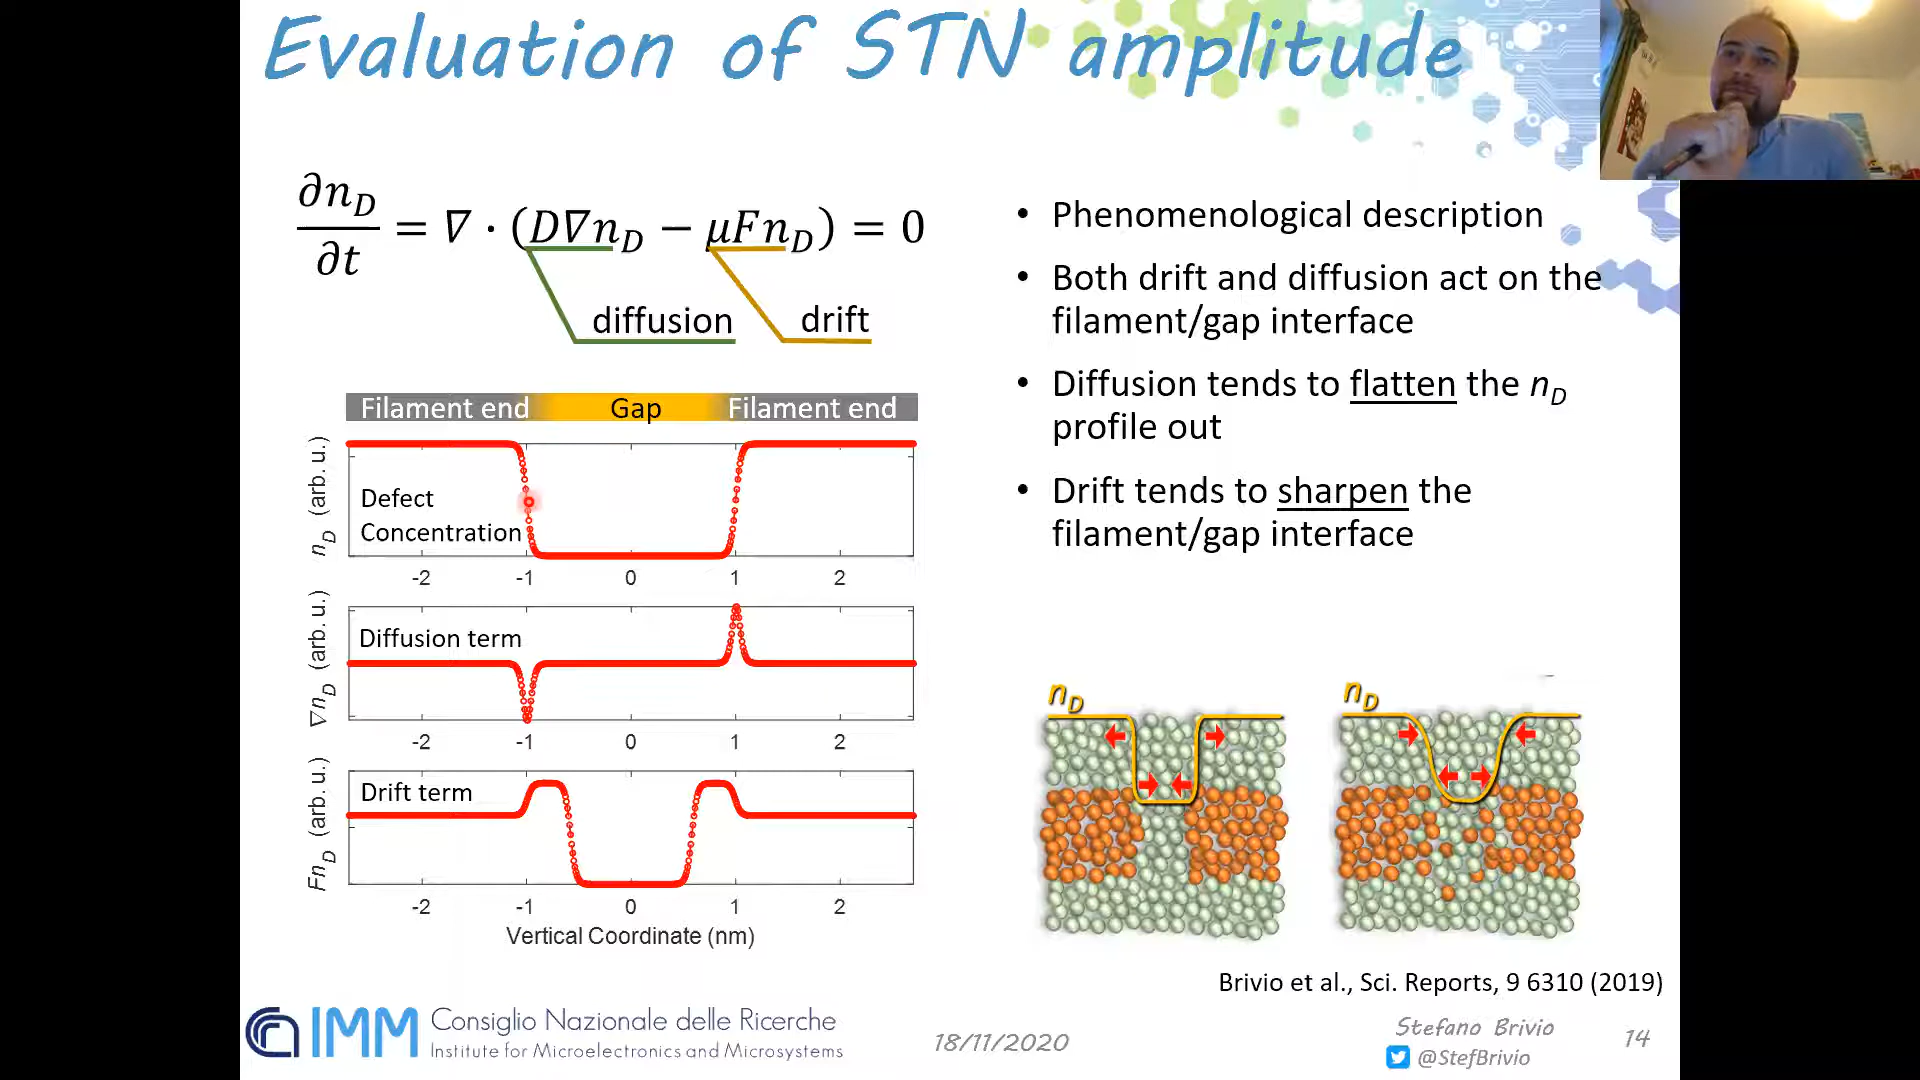 Evaluation of STN amplitude
∂n_D/∂t = ∇ · (D∇n_D − μFn_D) = 0
diffusion
drift
• Phenomenological description
• Both drift and diffusion act on the
filament/gap interface
• Diffusion tends to flatten the n_D
profile out
• Drift tends to sharpen the
filament/gap interface
Filament end
Gap
Filament end
n_D (arb. u.)
Defect
Concentration
-2 -1 0 1 2
∇n_D (arb. u.)
Diffusion term
-2 -1 0 1 2
Fn_D (arb. u.)
Drift term
-2 -1 0 1 2
Vertical Coordinate (nm)
n_D
n_D
Brivio et al., Sci. Reports, 9 6310 (2019)
CNR IMM
Consiglio Nazionale delle Ricerche
Institute for Microelectronics and Microsystems
18/11/2020
Stefano Brivio
@StefBrivio
14